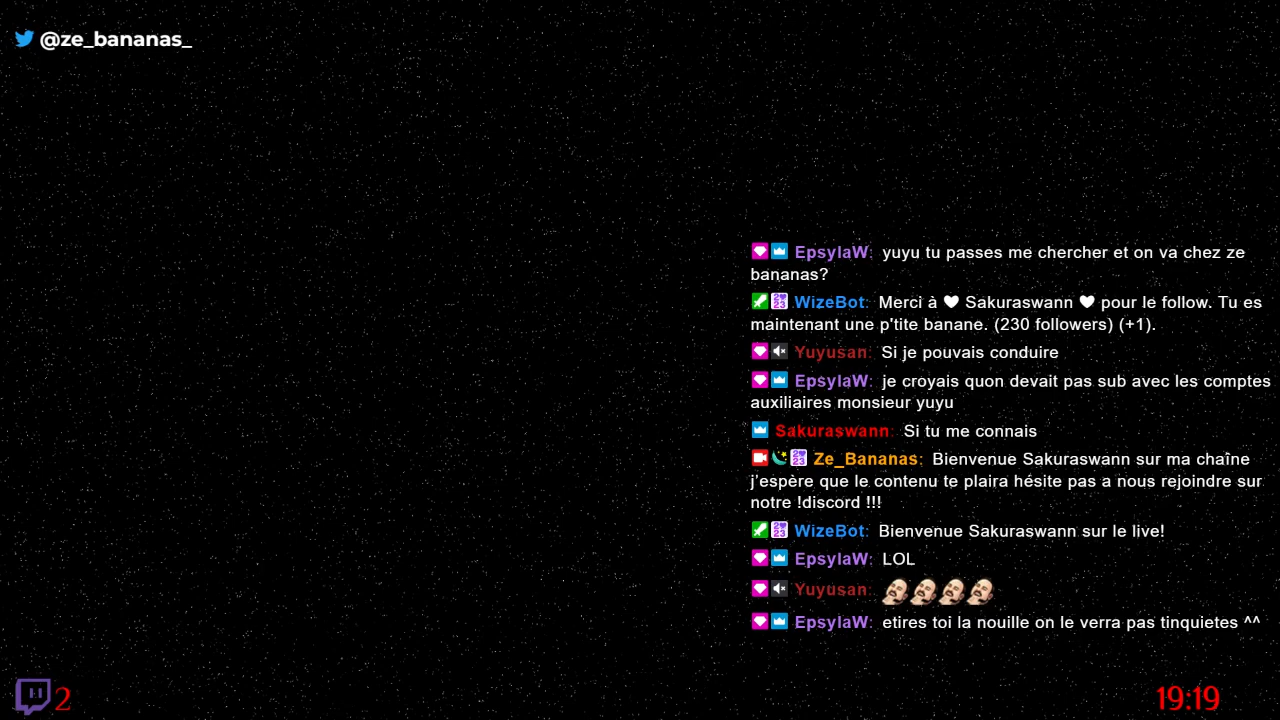 @ze_bananas_
EpsylaW: yuyu tu passes me chercher et on va chez ze
bananas?
WizeBot: Merci à ♥ Sakuraswann ♥ pour le follow. Tu es
maintenant une p'tite banane. (230 followers) (+1).
Yuyusan: Si je pouvais conduire
EpsylaW: je croyais quon devait pas sub avec les comptes
auxiliaires monsieur yuyu
Sakuraswann: Si tu me connais
Ze_Bananas: Bienvenue Sakuraswann sur ma chaîne
j'espère que le contenu te plaira hésite pas a nous rejoindre sur
notre !discord !!!
WizeBot: Bienvenue Sakuraswann sur le live!
EpsylaW: LOL
Yuyusan:
EpsylaW: etires toi la nouille on le verra pas tinquietes ^^
2
19:19